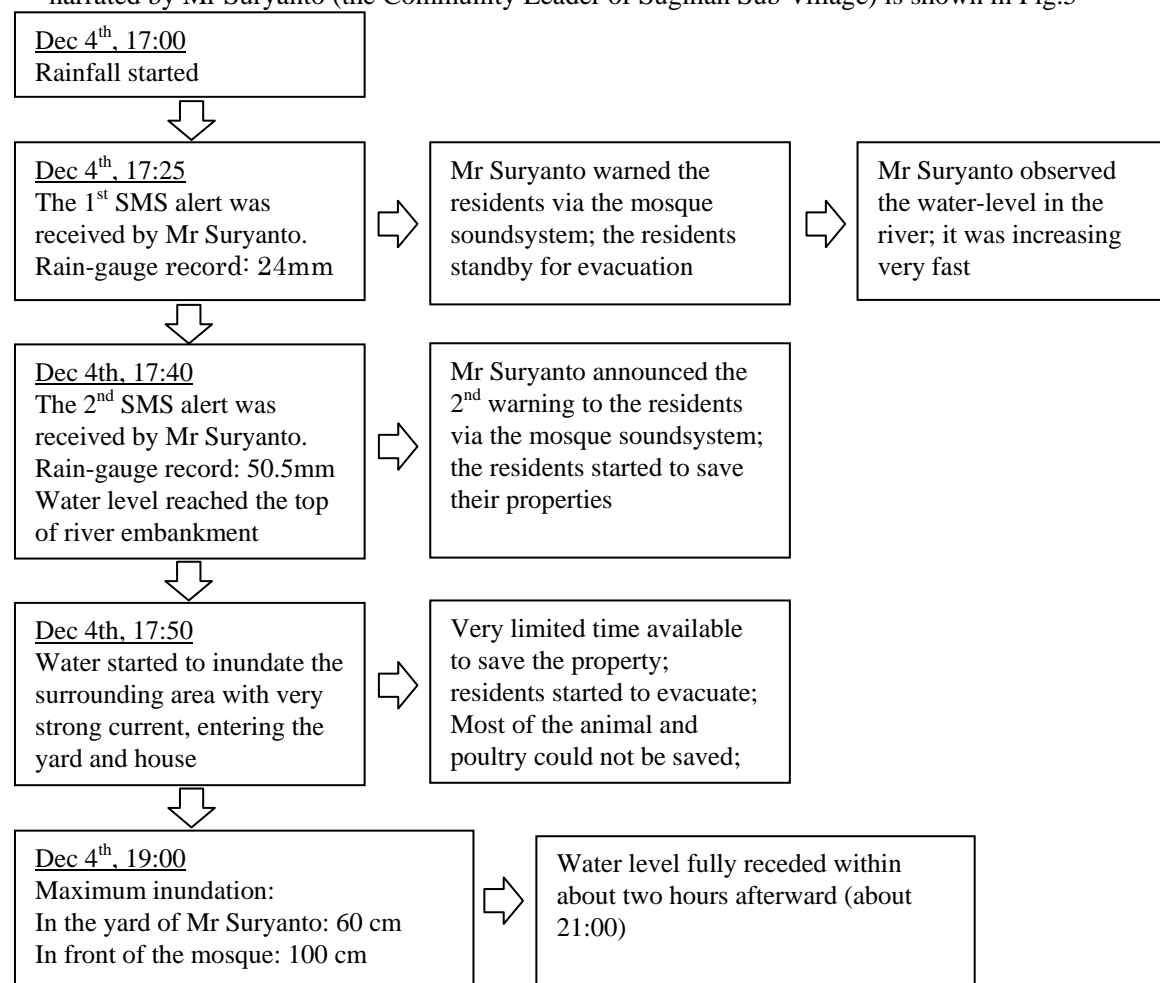 narrated by Mr Suryanto (the Community Leader of Sugihan Sub-Village) is shown in Fig.5
Dec 4th, 17:00
Rainfall started
Dec 4th, 17:25
The 1st SMS alert was
received by Mr Suryanto.
Rain-gauge record: 24mm
Mr Suryanto warned the
residents via the mosque
soundsystem; the residents
standby for evacuation
Mr Suryanto observed
the water-level in the
river; it was increasing
very fast
Dec 4th, 17:40
The 2nd SMS alert was
received by Mr Suryanto.
Rain-gauge record: 50.5mm
Water level reached the top
of river embankment
Mr Suryanto announced the
2nd warning to the residents
via the mosque soundsystem;
the residents started to save
their properties
Dec 4th, 17:50
Water started to inundate the
surrounding area with very
strong current, entering the
yard and house
Very limited time available
to save the property;
residents started to evacuate;
Most of the animal and
poultry could not be saved;
Dec 4th, 19:00
Maximum inundation:
In the yard of Mr Suryanto: 60 cm
In front of the mosque: 100 cm
Water level fully receded within
about two hours afterward (about
21:00)